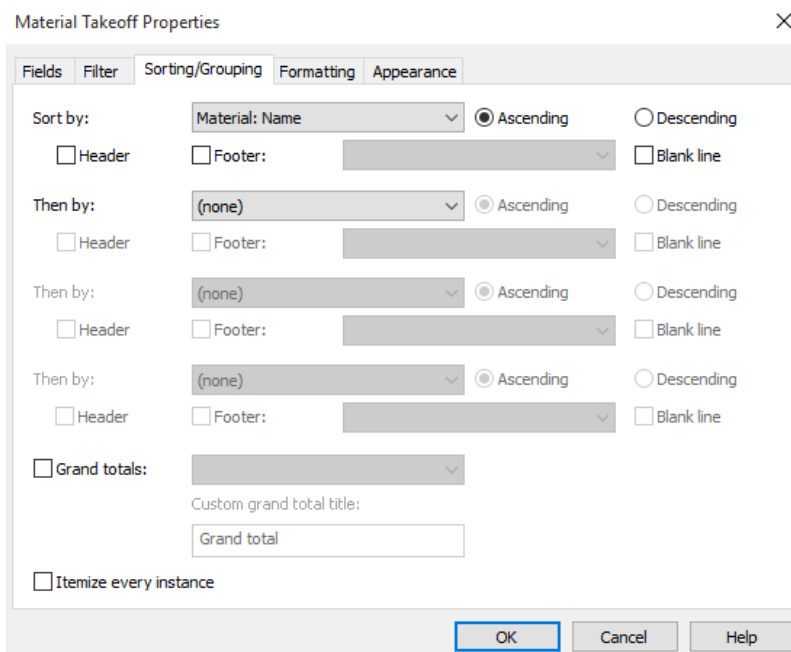 Material Takeoff Properties
Fields Filter Sorting/Grouping Formatting Appearance
Sort by: Material: Name Ascending Descending
Header Footer: Blank line
Then by: (none) Ascending Descending
Header Footer: Blank line
Then by: (none) Ascending Descending
Header Footer: Blank line
Then by: (none) Ascending Descending
Header Footer: Blank line
Grand totals:
Custom grand total title:
Grand total
Itemize every instance
OK Cancel Help